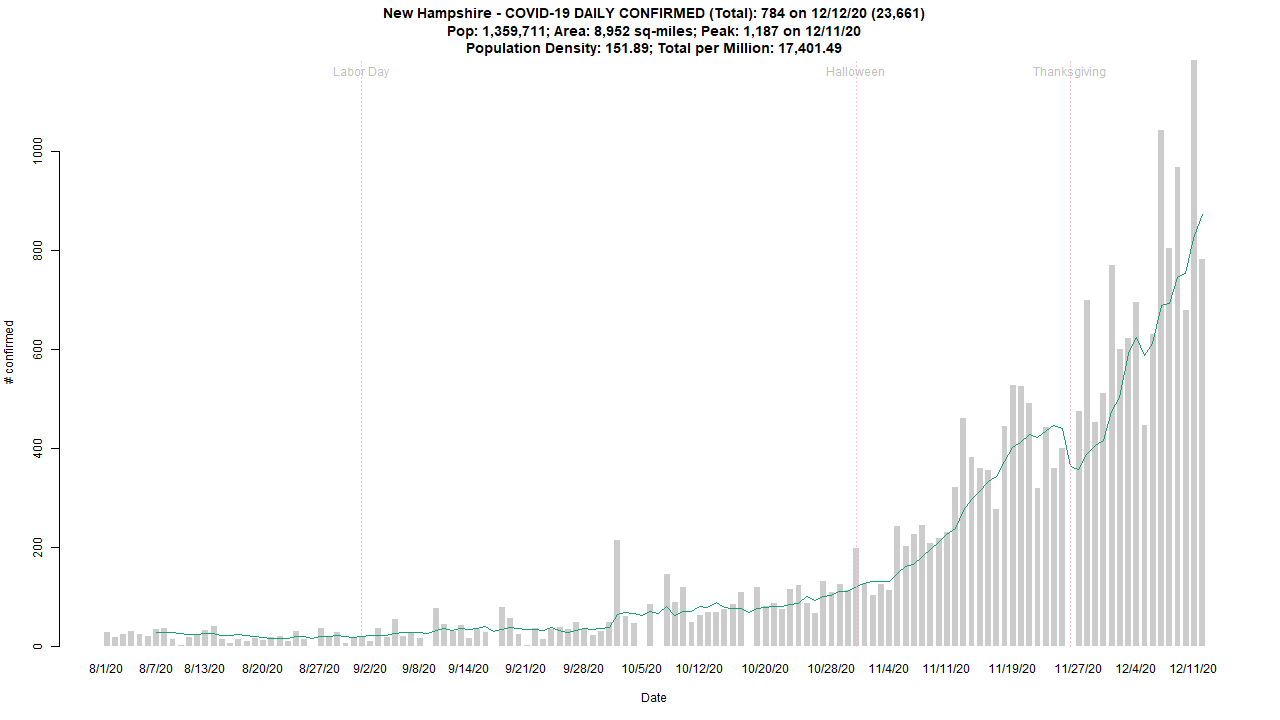 New Hampshire - COVID-19 DAILY CONFIRMED (Total): 784 on 12/12/20 (23,661)
Pop: 1,359,711; Area: 8,952 sq-miles; Peak: 1,187 on 12/11/20
Population Density: 151.89; Total per Million: 17,401.49
Labor Day Halloween Thanksgiving
1000
800
600
400
200
0
# confirmed
8/1/20 8/7/20 8/13/20 8/20/20 8/27/20 9/2/20 9/8/20 9/14/20 9/21/20 9/28/20 10/5/20 10/12/20 10/20/20 10/28/20 11/4/20 11/11/20 11/19/20 11/27/20 12/4/20 12/11/20
Date